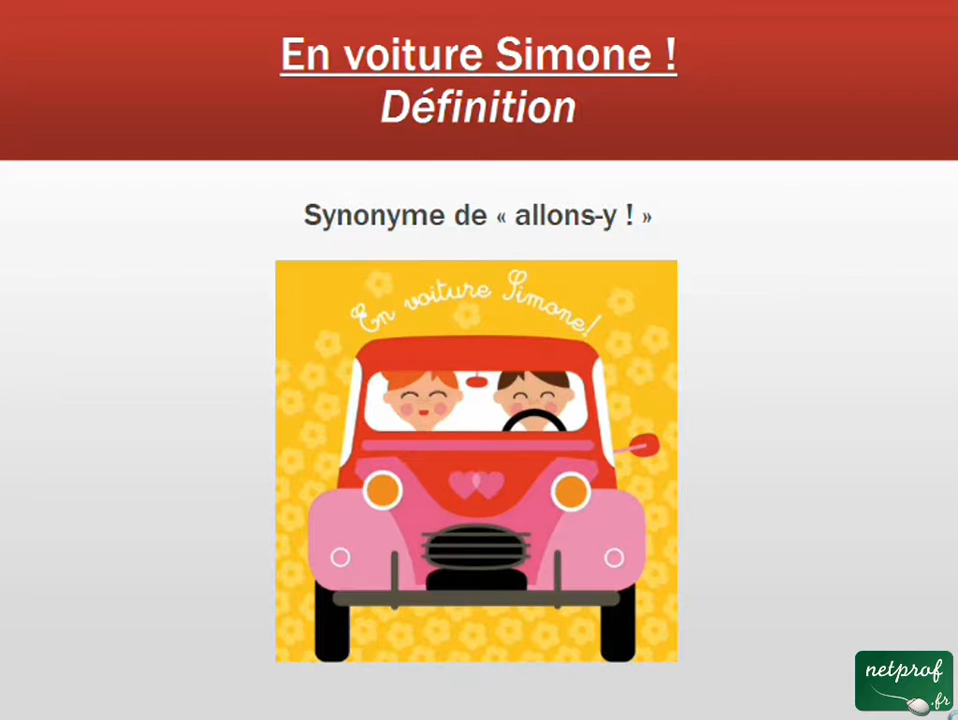 En voiture Simone !
Définition
Synonyme de « allons-y ! »
En voiture Simone!
netprof
.fr